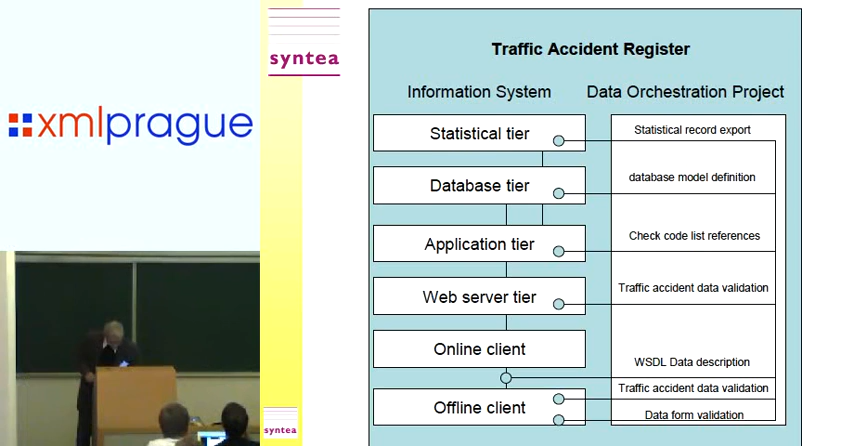 xmlprague
syntea
Traffic Accident Register
Information System
Data Orchestration Project
Statistical tier
Statistical record export
Database tier
database model definition
Application tier
Check code list references
Web server tier
Traffic accident data validation
Online client
WSDL Data description
Offline client
Traffic accident data validation
Data form validation
syntea